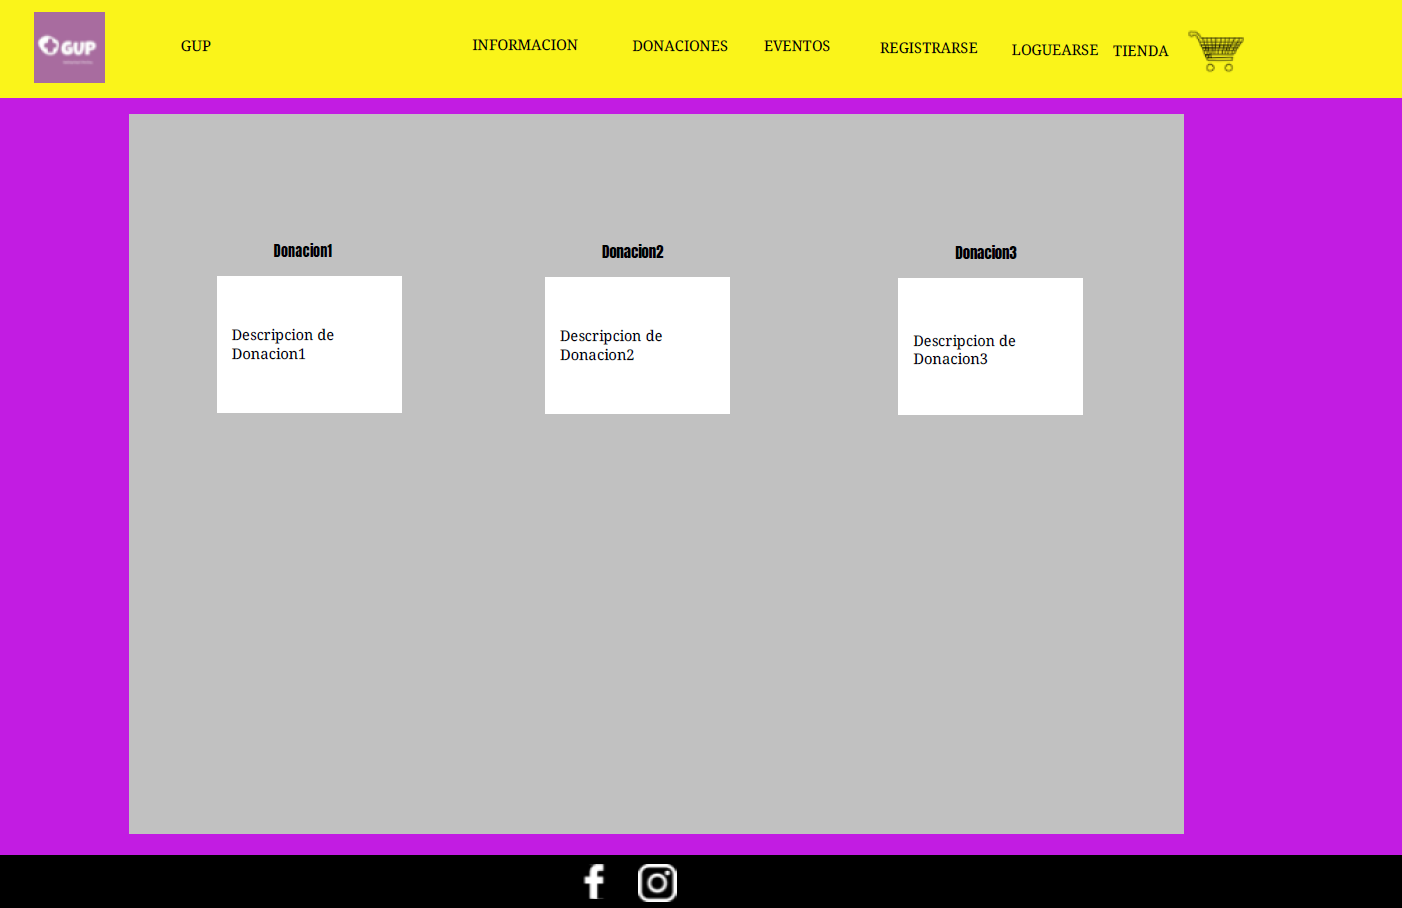 GUP
GUP
INFORMACION
DONACIONES
EVENTOS
REGISTRARSE
LOGUEARSE
TIENDA
Donacion1
Donacion2
Donacion3
Descripcion de
Donacion1
Descripcion de
Donacion2
Descripcion de
Donacion3